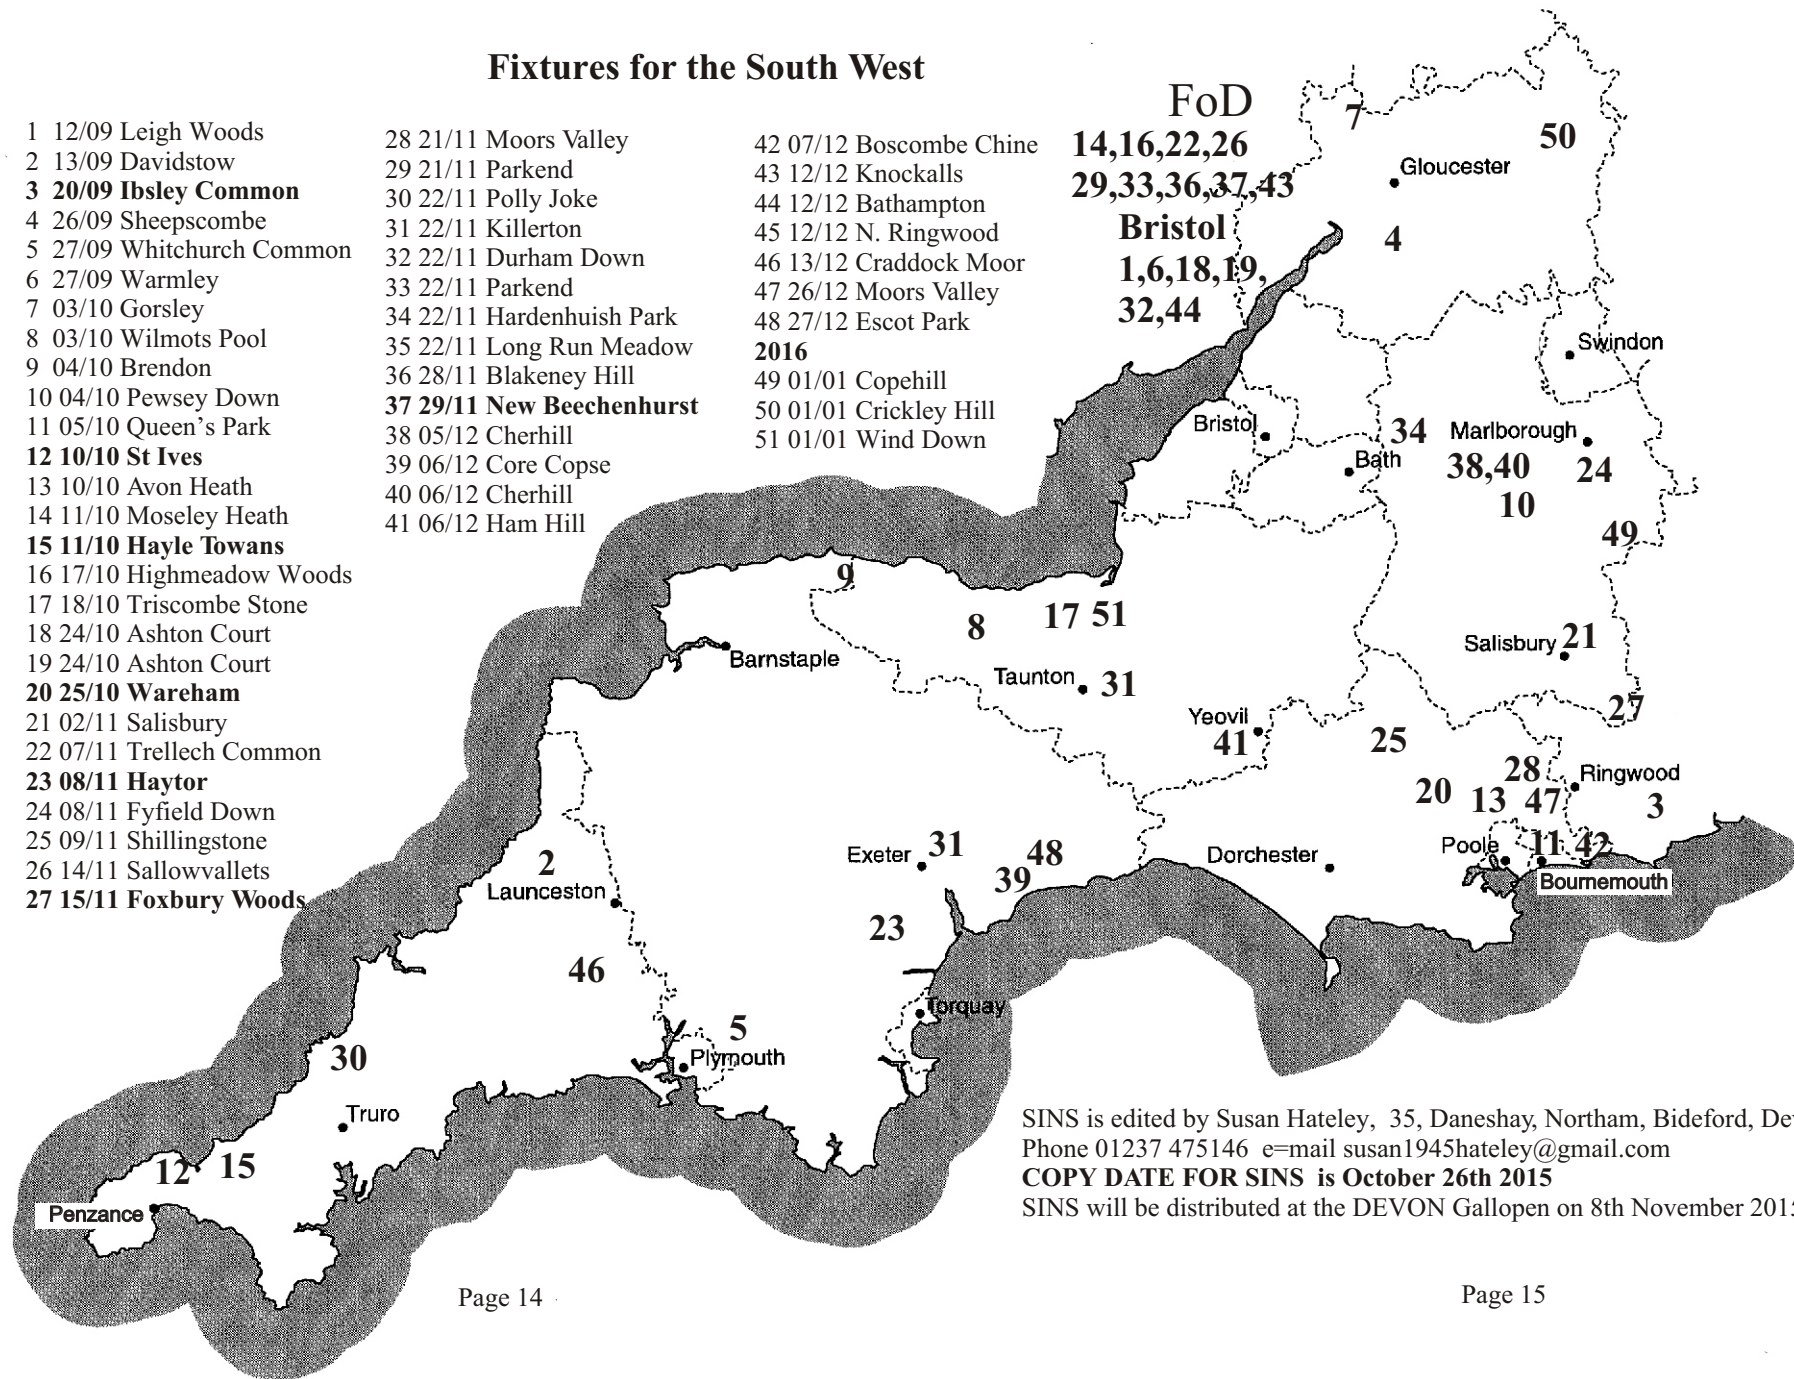 Fixtures for the South West
1 12/09 Leigh Woods
2 13/09 Davidstow
3 20/09 Ibsley Common
4 26/09 Sheepscombe
5 27/09 Whitchurch Common
6 27/09 Warmley
7 03/10 Gorsley
8 03/10 Wilmots Pool
9 04/10 Brendon
10 04/10 Pewsey Down
11 05/10 Queen's Park
12 10/10 St Ives
13 10/10 Avon Heath
14 11/10 Moseley Heath
15 11/10 Hayle Towans
16 17/10 Highmeadow Woods
17 18/10 Triscombe Stone
18 24/10 Ashton Court
19 24/10 Ashton Court
20 25/10 Wareham
21 02/11 Salisbury
22 07/11 Trellech Common
23 08/11 Haytor
24 08/11 Fyfield Down
25 09/11 Shillingstone
26 14/11 Sallowvallets
27 15/11 Foxbury Woods
28 21/11 Moors Valley
29 21/11 Parkend
30 22/11 Polly Joke
31 22/11 Killerton
32 22/11 Durham Down
33 22/11 Parkend
34 22/11 Hardenhuish Park
35 22/11 Long Run Meadow
36 28/11 Blakeney Hill
37 29/11 New Beechenhurst
38 05/12 Cherhill
39 06/12 Core Copse
40 06/12 Cherhill
41 06/12 Ham Hill
42 07/12 Boscombe Chine
43 12/12 Knockalls
44 12/12 Bathampton
45 12/12 N. Ringwood
46 13/12 Craddock Moor
47 26/12 Moors Valley
48 27/12 Escot Park
2016
49 01/01 Copehill
50 01/01 Crickley Hill
51 01/01 Wind Down
FoD
14,16,22,26
29,33,36,37,43
Bristol
1,6,18,19,
32,44
7
50
Gloucester
4
Swindon
Bristol
34
Marlborough
Bath
38,40
24
10
49
9
8
17 51
Salisbury 21
Barnstaple
Taunton 31
27
Yeovil
41
25
28
Ringwood
20
13
47
3
Exeter 31
48
Dorchester
Poole
11
42
2
39
Bournemouth
Launceston
23
46
Torquay
5
Plymouth
30
Truro
12
15
Penzance
SINS is edited by Susan Hateley, 35, Daneshay, Northam, Bideford, De
Phone 01237 475146 e=mail susan1945hateley@gmail.com
COPY DATE FOR SINS is October 26th 2015
SINS will be distributed at the DEVON Gallopen on 8th November 2015
Page 14
Page 15